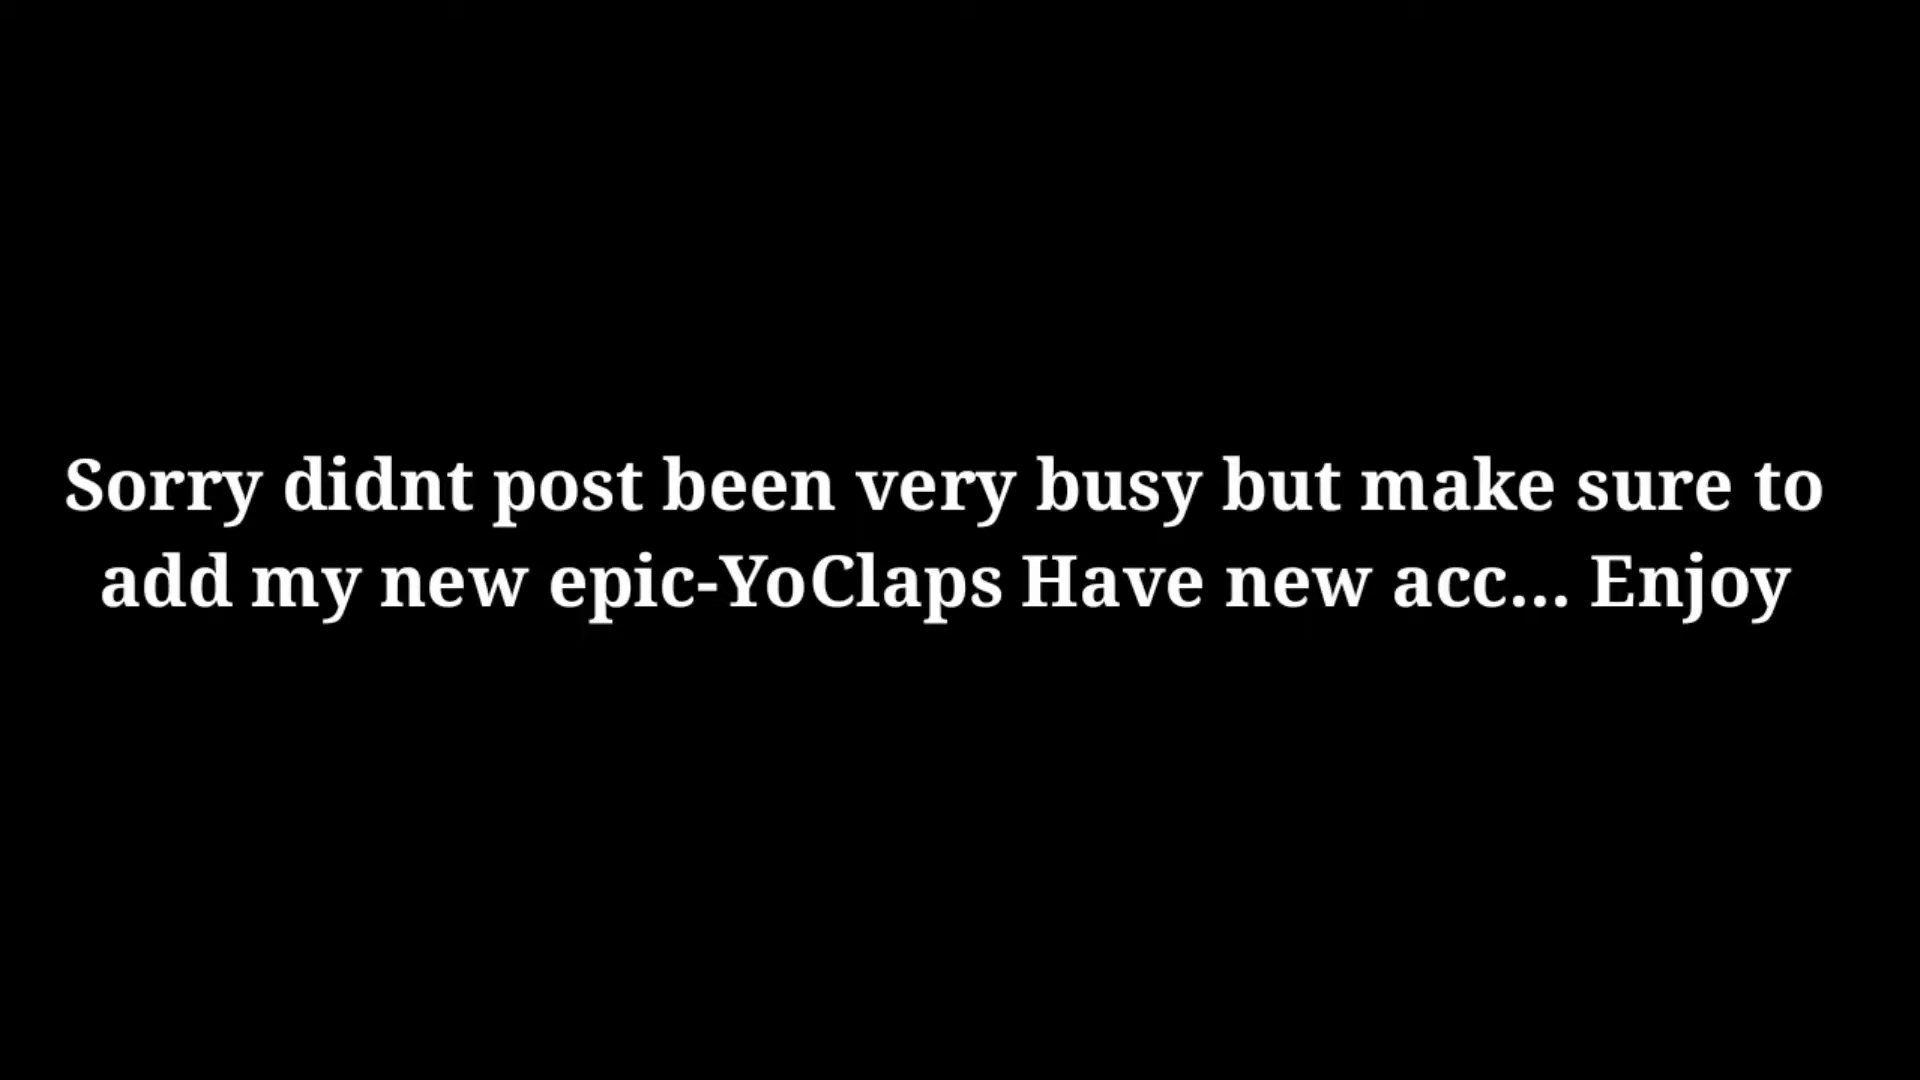 Sorry didnt post been very busy but make sure to
add my new epic-YoClaps Have new acc... Enjoy